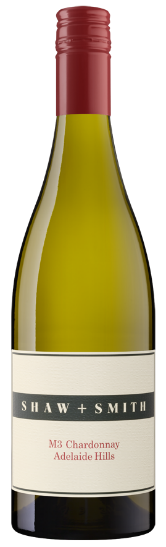 SHAW + SMITH
M3 Chardonnay
Adelaide Hills